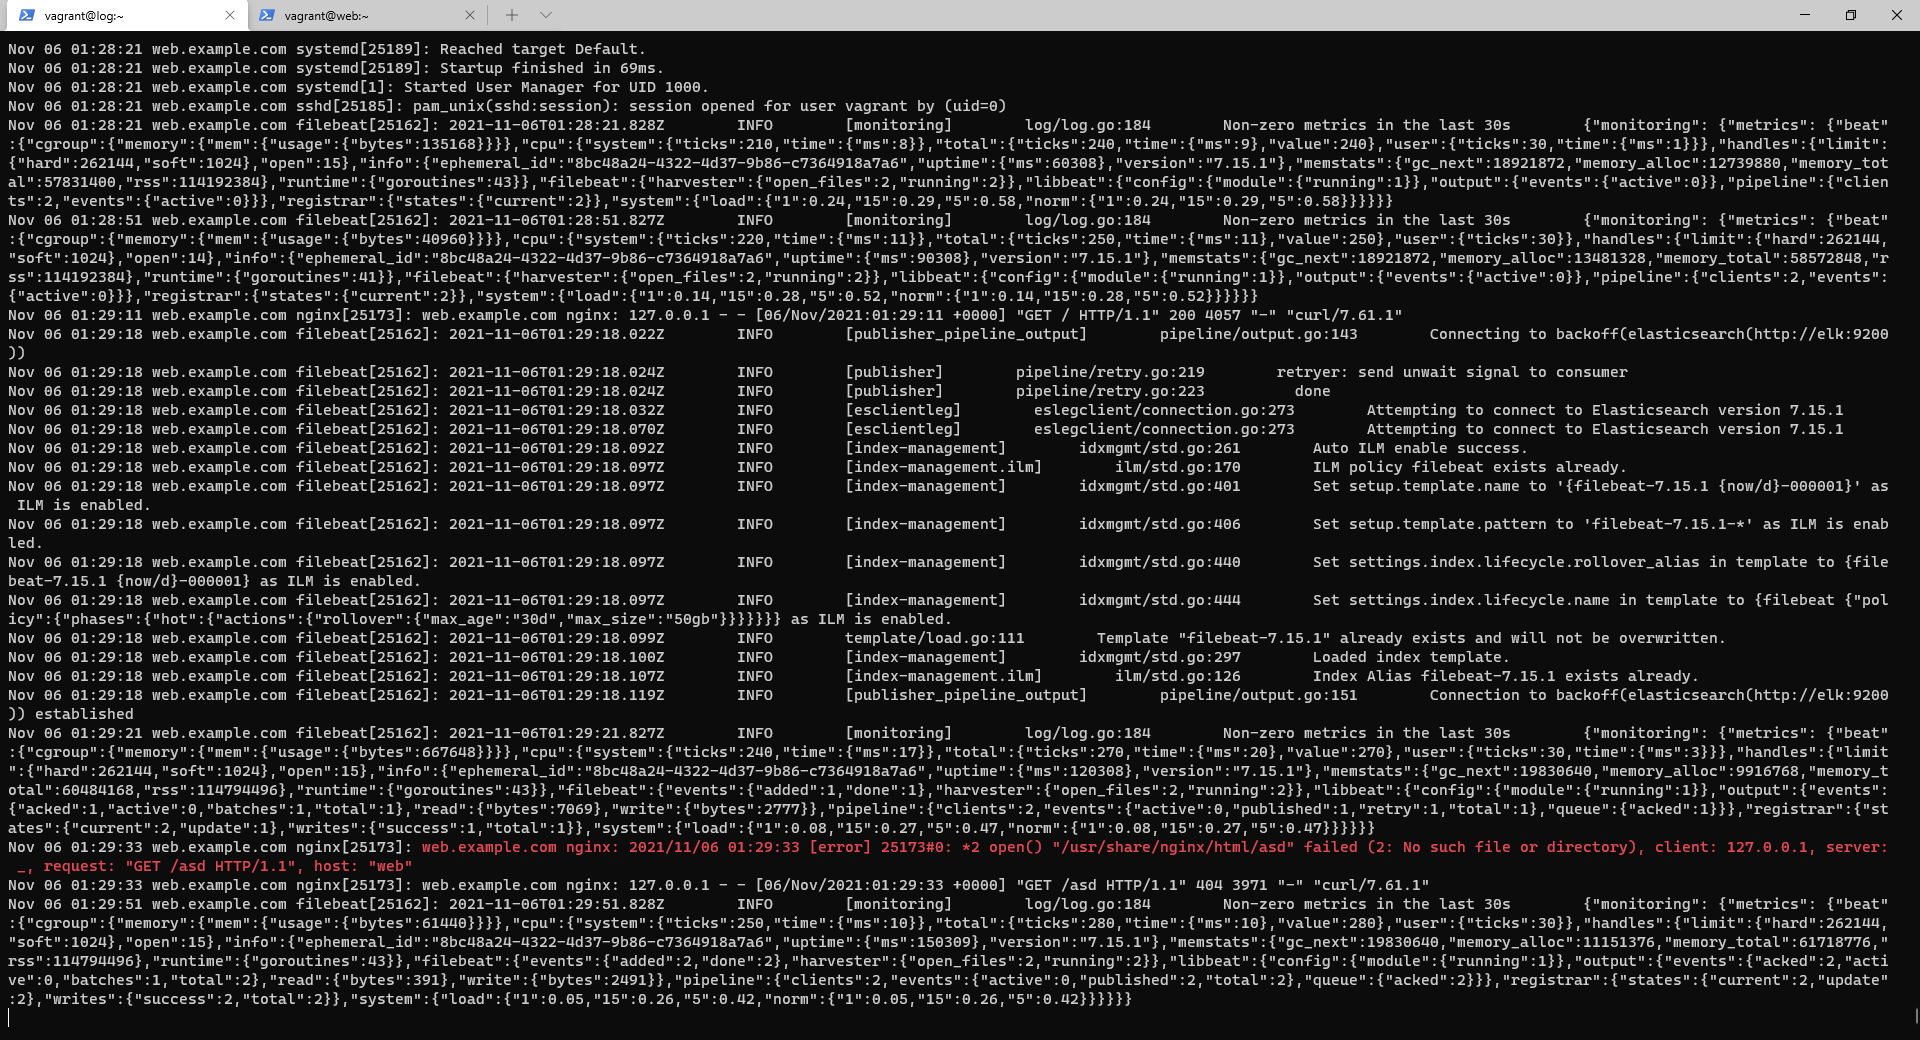 vagrant@log:~
vagrant@web:~
Nov 06 01:28:21 web.example.com systemd[25189]: Reached target Default.
Nov 06 01:28:21 web.example.com systemd[25189]: Startup finished in 69ms.
Nov 06 01:28:21 web.example.com systemd[1]: Started User Manager for UID 1000.
Nov 06 01:28:21 web.example.com sshd[25185]: pam_unix(sshd:session): session opened for user vagrant by (uid=0)
Nov 06 01:28:21 web.example.com filebeat[25162]: 2021-11-06T01:28:21.828Z        INFO        [monitoring]        log/log.go:184        Non-zero metrics in the last 30s        {"monitoring": {"metrics": {"beat"
:{"cgroup":{"memory":{"mem":{"usage":{"bytes":135168}}}},"cpu":{"system":{"ticks":210,"time":{"ms":8}},"total":{"ticks":240,"time":{"ms":9},"value":240},"user":{"ticks":30,"time":{"ms":1}}},"handles":{"limit":
{"hard":262144,"soft":1024},"open":15},"info":{"ephemeral_id":"8bc48a24-4322-4d37-9b86-c7364918a7a6","uptime":{"ms":60308},"version":"7.15.1"},"memstats":{"gc_next":18921872,"memory_alloc":12739880,"memory_tot
al":57831400,"rss":114192384},"runtime":{"goroutines":43}},"filebeat":{"harvester":{"open_files":2,"running":2}},"libbeat":{"config":{"module":{"running":1}},"output":{"events":{"active":0}},"pipeline":{"clien
ts":2,"events":{"active":0}}},"registrar":{"states":{"current":2}},"system":{"load":{"1":0.24,"15":0.29,"5":0.58,"norm":{"1":0.24,"15":0.29,"5":0.58}}}}}}
Nov 06 01:28:51 web.example.com filebeat[25162]: 2021-11-06T01:28:51.827Z        INFO        [monitoring]        log/log.go:184        Non-zero metrics in the last 30s        {"monitoring": {"metrics": {"beat"
:{"cgroup":{"memory":{"mem":{"usage":{"bytes":40960}}}},"cpu":{"system":{"ticks":220,"time":{"ms":11}},"total":{"ticks":250,"time":{"ms":11},"value":250},"user":{"ticks":30}},"handles":{"limit":{"hard":262144,
"soft":1024},"open":14},"info":{"ephemeral_id":"8bc48a24-4322-4d37-9b86-c7364918a7a6","uptime":{"ms":90308},"version":"7.15.1"},"memstats":{"gc_next":18921872,"memory_alloc":13481328,"memory_total":58572848,"r
ss":114192384},"runtime":{"goroutines":41}},"filebeat":{"harvester":{"open_files":2,"running":2}},"libbeat":{"config":{"module":{"running":1}},"output":{"events":{"active":0}},"pipeline":{"clients":2,"events":
{"active":0}}},"registrar":{"states":{"current":2}},"system":{"load":{"1":0.14,"15":0.28,"5":0.52,"norm":{"1":0.14,"15":0.28,"5":0.52}}}}}}
Nov 06 01:29:11 web.example.com nginx[25173]: web.example.com nginx: 127.0.0.1 - - [06/Nov/2021:01:29:11 +0000] "GET / HTTP/1.1" 200 4057 "-" "curl/7.61.1"
Nov 06 01:29:18 web.example.com filebeat[25162]: 2021-11-06T01:29:18.022Z        INFO        [publisher_pipeline_output]        pipeline/output.go:143        Connecting to backoff(elasticsearch(http://elk:9200
))
Nov 06 01:29:18 web.example.com filebeat[25162]: 2021-11-06T01:29:18.024Z        INFO        [publisher]        pipeline/retry.go:219        retryer: send unwait signal to consumer
Nov 06 01:29:18 web.example.com filebeat[25162]: 2021-11-06T01:29:18.024Z        INFO        [publisher]        pipeline/retry.go:223          done
Nov 06 01:29:18 web.example.com filebeat[25162]: 2021-11-06T01:29:18.032Z        INFO        [esclientleg]        eslegclient/connection.go:273        Attempting to connect to Elasticsearch version 7.15.1
Nov 06 01:29:18 web.example.com filebeat[25162]: 2021-11-06T01:29:18.070Z        INFO        [esclientleg]        eslegclient/connection.go:273        Attempting to connect to Elasticsearch version 7.15.1
Nov 06 01:29:18 web.example.com filebeat[25162]: 2021-11-06T01:29:18.092Z        INFO        [index-management]        idxmgmt/std.go:261        Auto ILM enable success.
Nov 06 01:29:18 web.example.com filebeat[25162]: 2021-11-06T01:29:18.097Z        INFO        [index-management.ilm]        ilm/std.go:170        ILM policy filebeat exists already.
Nov 06 01:29:18 web.example.com filebeat[25162]: 2021-11-06T01:29:18.097Z        INFO        [index-management]        idxmgmt/std.go:401        Set setup.template.name to '{filebeat-7.15.1 {now/d}-000001}' as
 ILM is enabled.
Nov 06 01:29:18 web.example.com filebeat[25162]: 2021-11-06T01:29:18.097Z        INFO        [index-management]        idxmgmt/std.go:406        Set setup.template.pattern to 'filebeat-7.15.1-*' as ILM is enab
led.
Nov 06 01:29:18 web.example.com filebeat[25162]: 2021-11-06T01:29:18.097Z        INFO        [index-management]        idxmgmt/std.go:440        Set settings.index.lifecycle.rollover_alias in template to {file
beat-7.15.1 {now/d}-000001} as ILM is enabled.
Nov 06 01:29:18 web.example.com filebeat[25162]: 2021-11-06T01:29:18.097Z        INFO        [index-management]        idxmgmt/std.go:444        Set settings.index.lifecycle.name in template to {filebeat {"pol
icy":{"phases":{"hot":{"actions":{"rollover":{"max_age":"30d","max_size":"50gb"}}}}}}} as ILM is enabled.
Nov 06 01:29:18 web.example.com filebeat[25162]: 2021-11-06T01:29:18.099Z        INFO        template/load.go:111        Template "filebeat-7.15.1" already exists and will not be overwritten.
Nov 06 01:29:18 web.example.com filebeat[25162]: 2021-11-06T01:29:18.100Z        INFO        [index-management]        idxmgmt/std.go:297        Loaded index template.
Nov 06 01:29:18 web.example.com filebeat[25162]: 2021-11-06T01:29:18.107Z        INFO        [index-management.ilm]        ilm/std.go:126        Index Alias filebeat-7.15.1 exists already.
Nov 06 01:29:18 web.example.com filebeat[25162]: 2021-11-06T01:29:18.119Z        INFO        [publisher_pipeline_output]        pipeline/output.go:151        Connection to backoff(elasticsearch(http://elk:9200
)) established
Nov 06 01:29:21 web.example.com filebeat[25162]: 2021-11-06T01:29:21.827Z        INFO        [monitoring]        log/log.go:184        Non-zero metrics in the last 30s        {"monitoring": {"metrics": {"beat"
:{"cgroup":{"memory":{"mem":{"usage":{"bytes":667648}}}},"cpu":{"system":{"ticks":240,"time":{"ms":17}},"total":{"ticks":270,"time":{"ms":20},"value":270},"user":{"ticks":30,"time":{"ms":3}}},"handles":{"limit
":{"hard":262144,"soft":1024},"open":15},"info":{"ephemeral_id":"8bc48a24-4322-4d37-9b86-c7364918a7a6","uptime":{"ms":120308},"version":"7.15.1"},"memstats":{"gc_next":19830640,"memory_alloc":9916768,"memory_t
otal":60484168,"rss":114794496},"runtime":{"goroutines":43}},"filebeat":{"events":{"added":1,"done":1},"harvester":{"open_files":2,"running":2}},"libbeat":{"config":{"module":{"running":1}},"output":{"events":
{"acked":1,"active":0,"batches":1,"total":1},"read":{"bytes":7069},"write":{"bytes":2777}},"pipeline":{"clients":2,"events":{"active":0,"published":1,"retry":1,"total":1},"queue":{"acked":1}}},"registrar":{"st
ates":{"current":2,"update":1},"writes":{"success":1,"total":1}},"system":{"load":{"1":0.08,"15":0.27,"5":0.47,"norm":{"1":0.08,"15":0.27,"5":0.47}}}}}}
Nov 06 01:29:33 web.example.com nginx[25173]: web.example.com nginx: 2021/11/06 01:29:33 [error] 25173#0: *2 open() "/usr/share/nginx/html/asd" failed (2: No such file or directory), client: 127.0.0.1, server:
 _, request: "GET /asd HTTP/1.1", host: "web"
Nov 06 01:29:33 web.example.com nginx[25173]: web.example.com nginx: 127.0.0.1 - - [06/Nov/2021:01:29:33 +0000] "GET /asd HTTP/1.1" 404 3971 "-" "curl/7.61.1"
Nov 06 01:29:51 web.example.com filebeat[25162]: 2021-11-06T01:29:51.828Z        INFO        [monitoring]        log/log.go:184        Non-zero metrics in the last 30s        {"monitoring": {"metrics": {"beat"
:{"cgroup":{"memory":{"mem":{"usage":{"bytes":61440}}}},"cpu":{"system":{"ticks":250,"time":{"ms":10}},"total":{"ticks":280,"time":{"ms":10},"value":280},"user":{"ticks":30}},"handles":{"limit":{"hard":262144,
"soft":1024},"open":15},"info":{"ephemeral_id":"8bc48a24-4322-4d37-9b86-c7364918a7a6","uptime":{"ms":150309},"version":"7.15.1"},"memstats":{"gc_next":19830640,"memory_alloc":11151376,"memory_total":61718776,"
rss":114794496},"runtime":{"goroutines":43}},"filebeat":{"events":{"added":2,"done":2},"harvester":{"open_files":2,"running":2}},"libbeat":{"config":{"module":{"running":1}},"output":{"events":{"acked":2,"acti
ve":0,"batches":1,"total":2},"read":{"bytes":391},"write":{"bytes":2491}},"pipeline":{"clients":2,"events":{"active":0,"published":2,"total":2},"queue":{"acked":2}}},"registrar":{"states":{"current":2,"update"
:2},"writes":{"success":2,"total":2}},"system":{"load":{"1":0.05,"15":0.26,"5":0.42,"norm":{"1":0.05,"15":0.26,"5":0.42}}}}}}